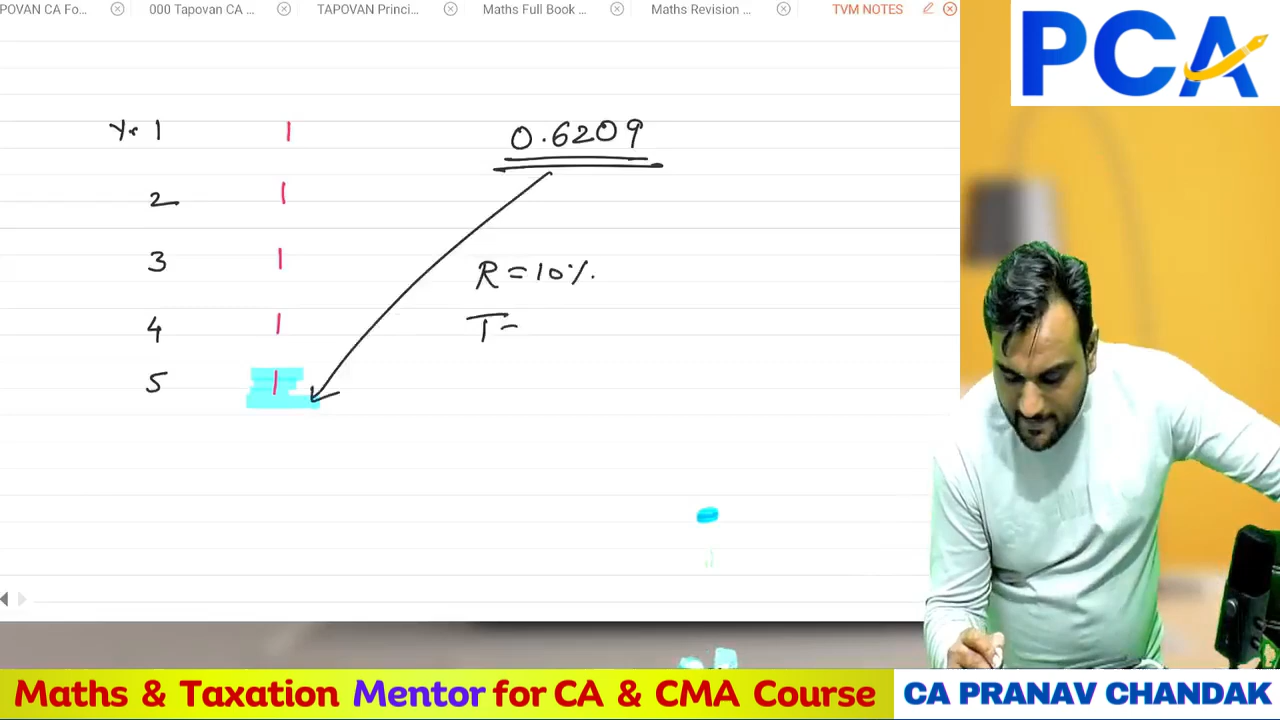 POVAN CA Fo...
000 Tapovan CA ...
TAPOVAN Princi...
Maths Full Book ...
Maths Revision ...
TVM NOTES
PCA
Yr 1 1
0.6209
2 1
3 1
R = 10%.
4 1
T =
5 1
Maths & Taxation Mentor for CA & CMA Course
CA PRANAV CHANDAK